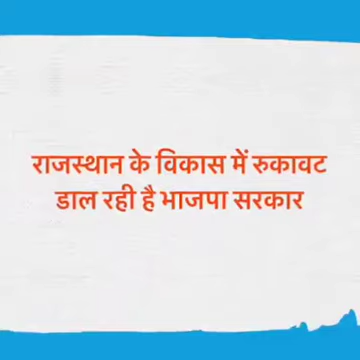 राजस्थान के विकास में रुकावट
डाल रही है भाजपा सरकार